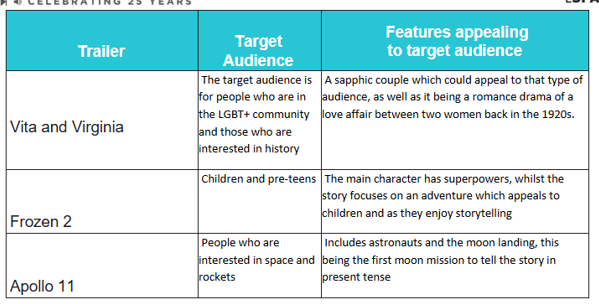 CELEBRATING 25 YEARS
Trailer
Target
Audience
Features appealing
to target audience
Vita and Virginia
The target audience is
for people who are in
the LGBT+ community
and those who are
interested in history
A sapphic couple which could appeal to that type of
audience, as well as it being a romance drama of a
love affair between two women back in the 1920s.
Frozen 2
Children and pre-teens
The main character has superpowers, whilst the
story focuses on an adventure which appeals to
children and as they enjoy storytelling
Apollo 11
People who are
interested in space and
rockets
Includes astronauts and the moon landing, this
being the first moon mission to tell the story in
present tense